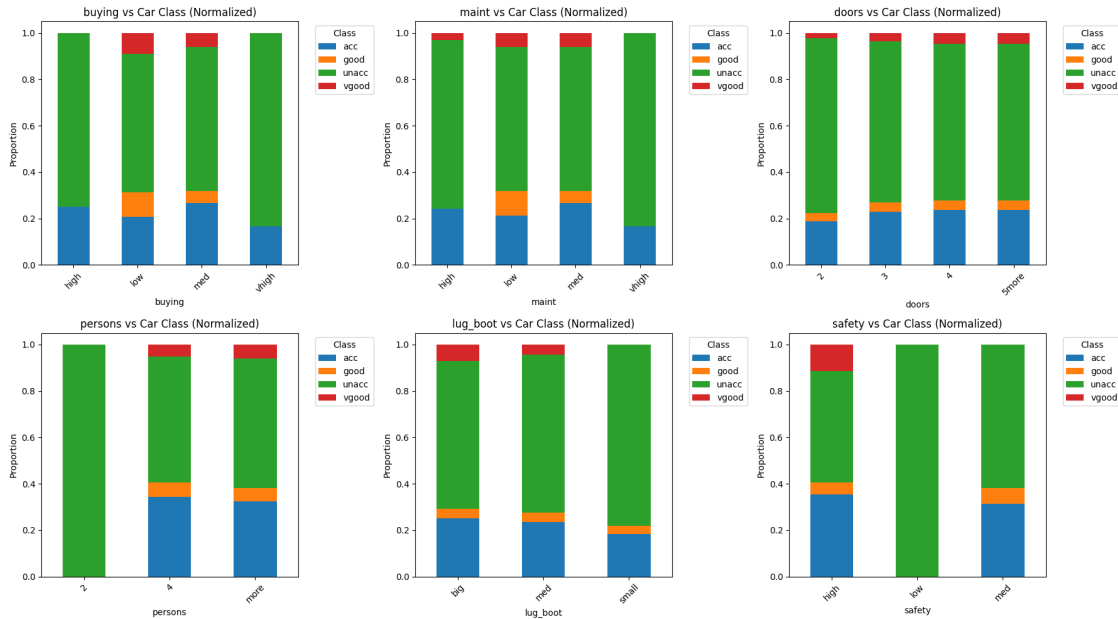 buying vs Car Class (Normalized)
1.0
0.8
0.6
0.4
0.2
0.0
Proportion
high
low
med
vhigh
buying
Class
acc
good
unacc
vgood
maint vs Car Class (Normalized)
1.0
0.8
0.6
0.4
0.2
0.0
Proportion
high
low
med
vhigh
maint
Class
acc
good
unacc
vgood
doors vs Car Class (Normalized)
1.0
0.8
0.6
0.4
0.2
0.0
Proportion
2
3
4
5more
doors
Class
acc
good
unacc
vgood
persons vs Car Class (Normalized)
1.0
0.8
0.6
0.4
0.2
0.0
Proportion
2
4
more
persons
Class
acc
good
unacc
vgood
lug_boot vs Car Class (Normalized)
1.0
0.8
0.6
0.4
0.2
0.0
Proportion
big
med
small
lug_boot
Class
acc
good
unacc
vgood
safety vs Car Class (Normalized)
1.0
0.8
0.6
0.4
0.2
0.0
Proportion
high
low
med
safety
Class
acc
good
unacc
vgood